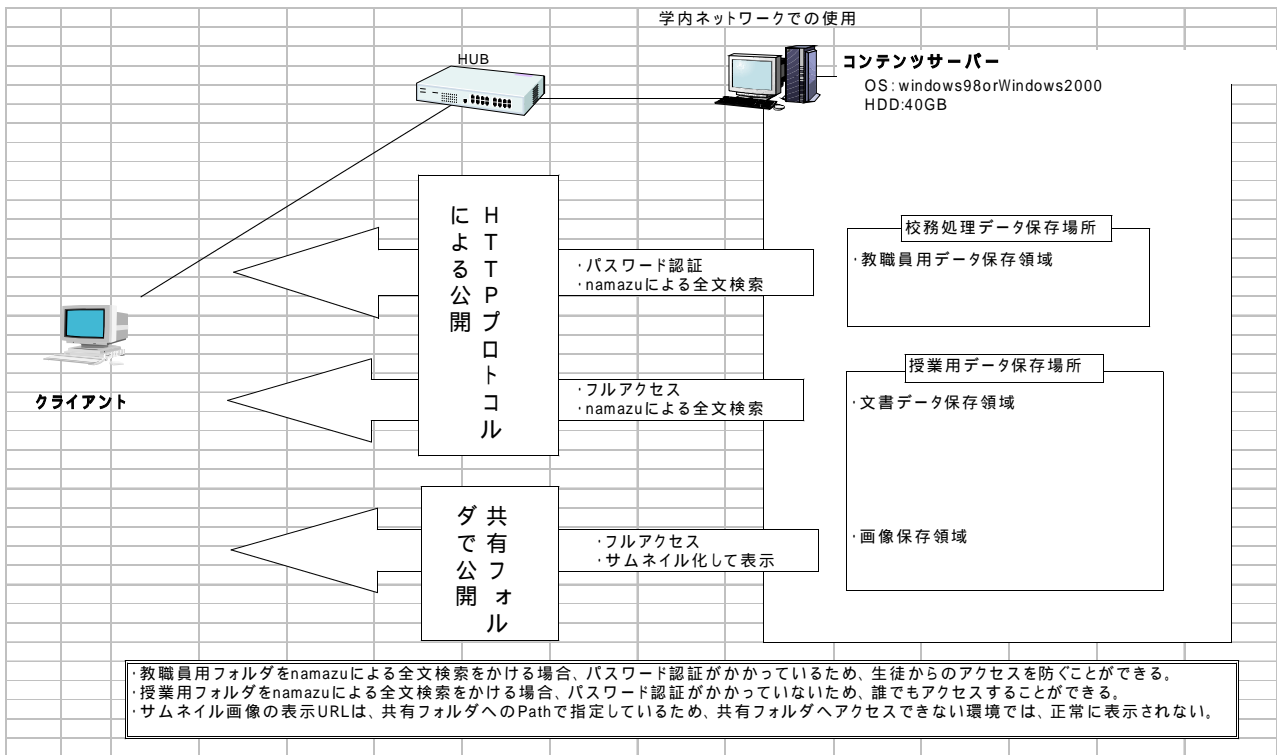 学内ネットワークでの使用
HUB
コンテンツサーバー
OS:windows98orWindows2000
HDD:40GB
HTTPプロトコル
による公開
校務処理データ保存場所
・教職員用データ保存領域
・パスワード認証
・namazuによる全文検索
クライアント
授業用データ保存場所
・文書データ保存領域
・フルアクセス
・namazuによる全文検索
共有フォル
ダで公開
・フルアクセス
・サムネイル化して表示
・画像保存領域
・教職員用フォルダをnamazuによる全文検索をかける場合、パスワード認証がかかっているため、生徒からのアクセスを防ぐことができる。
・授業用フォルダをnamazuによる全文検索をかける場合、パスワード認証がかかっていないため、誰でもアクセスすることができる。
・サムネイル画像の表示URLは、共有フォルダへのPathで指定しているため、共有フォルダへアクセスできない環境では、正常に表示されない。